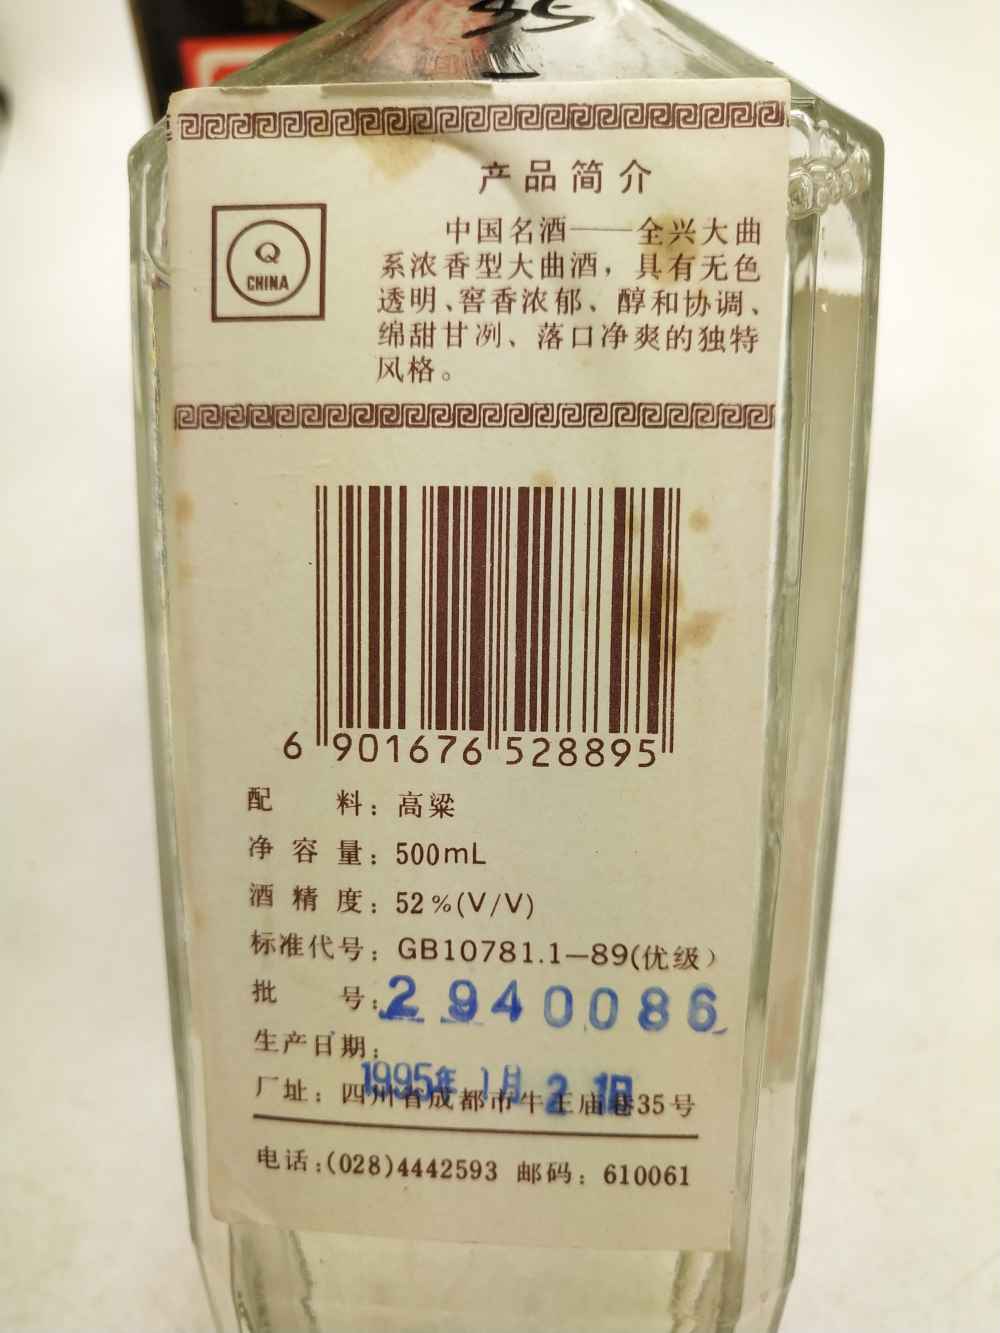 产品简介
Q
CHINA
中国名酒——全兴大曲
系浓香型大曲酒，具有无色
透明、窖香浓郁、醇和协调、
绵甜甘冽、落口净爽的独特
风格。
6 901676 528895
配 料：高粱
净 容 量：500mL
酒 精 度：52%(V/V)
标准代号：GB10781.1—89(优级)
批 号：2940086
生产日期：
1995年1月21日
厂址：四川省成都市牛王庙巷35号
电话：(028)4442593 邮码：610061